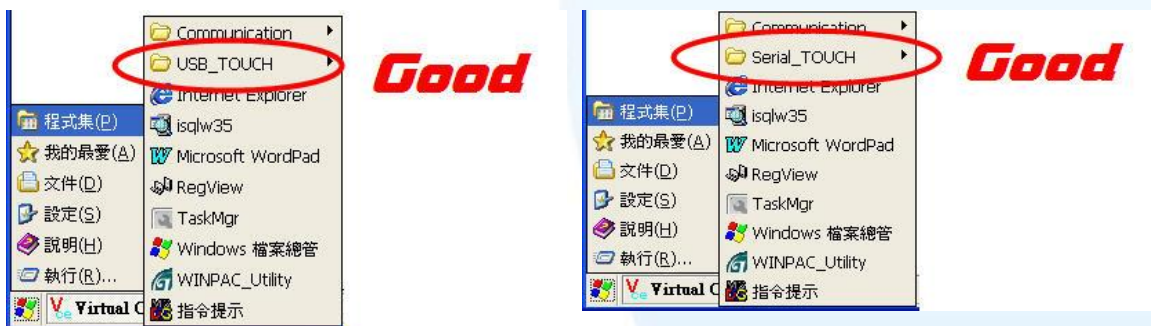 Communication
USB_TOUCH
Internet Explorer
isqlw35
Microsoft WordPad
RegView
TaskMgr
Windows 檔案總管
WINPAC_Utility
指令提示
程式集(P)
我的最愛(A)
文件(D)
設定(S)
說明(H)
執行(R)...
Virtual C
Good
Communication
Serial_TOUCH
Internet Explorer
isqlw35
Microsoft WordPad
RegView
TaskMgr
Windows 檔案總管
WINPAC_Utility
指令提示
程式集(P)
我的最愛(A)
文件(D)
設定(S)
說明(H)
執行(R)...
Virtual C
Good